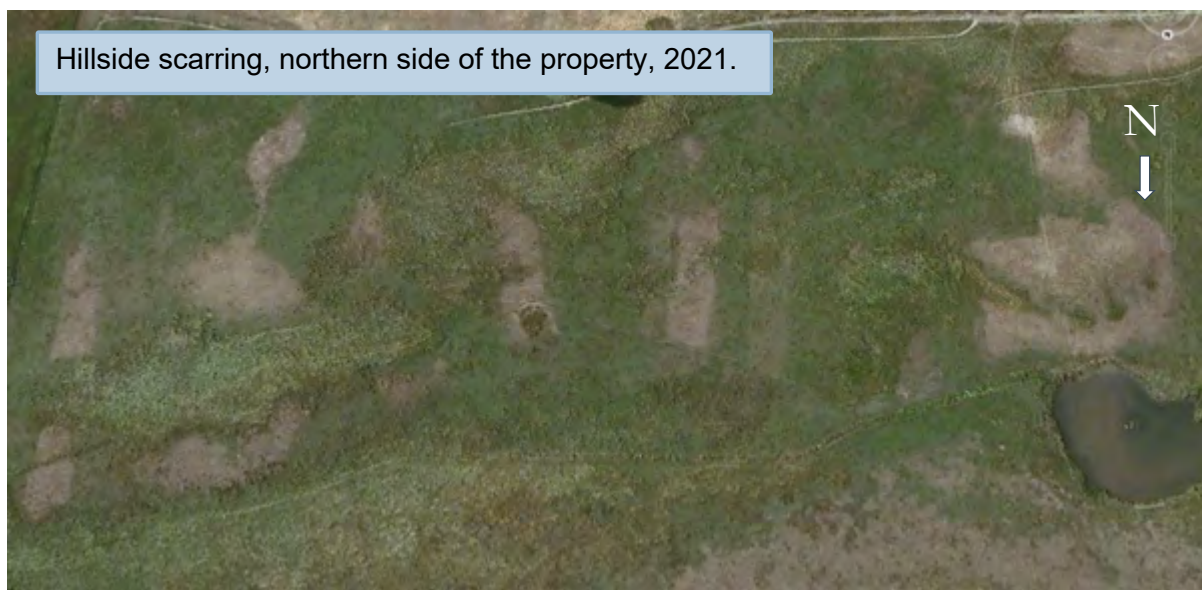 Hillside scarring, northern side of the property, 2021.
N